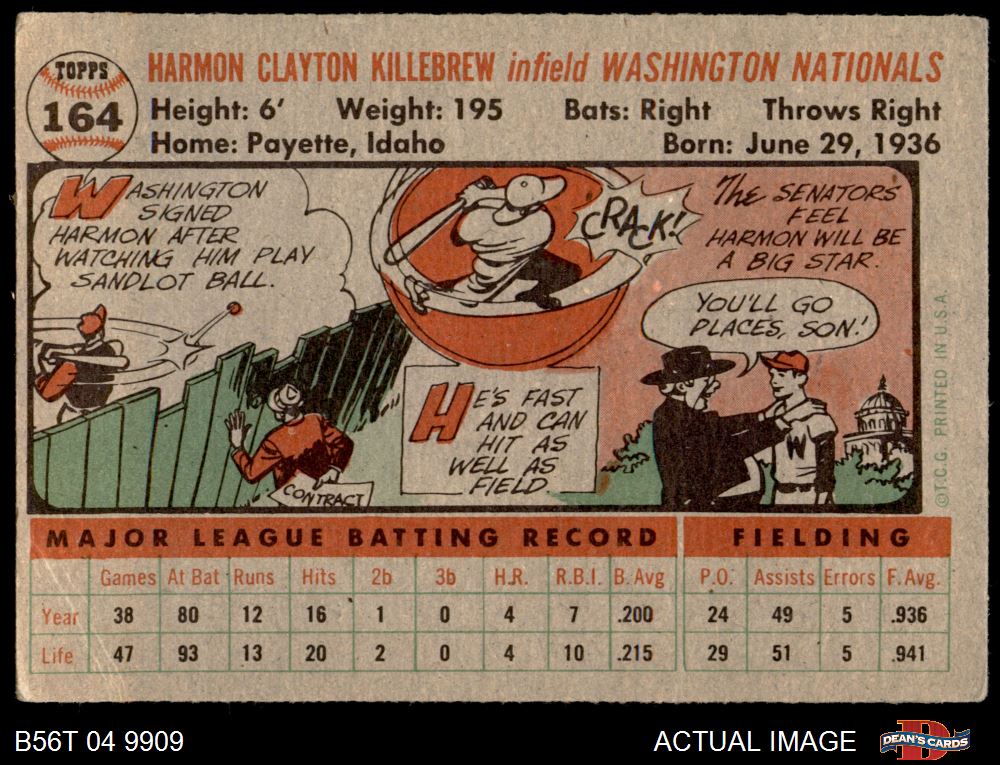 TOPPS
164
HARMON CLAYTON KILLEBREW infield WASHINGTON NATIONALS
Height: 6' Weight: 195 Bats: Right Throws Right
Home: Payette, Idaho Born: June 29, 1936
WASHINGTON
SIGNED
HARMON AFTER
WATCHING HIM PLAY
SANDLOT BALL.
CONTRACT
CRACK!
HE'S FAST
AND CAN
HIT AS
WELL AS
FIELD
The SENATORS
FEEL
HARMON WILL BE
A BIG STAR.
YOU'LL GO
PLACES, SON!
W
©T.C.G. PRINTED IN U.S.A.
MAJOR LEAGUE BATTING RECORD FIELDING
Games At Bat Runs Hits 2b 3b H.R. R.B.I. B. Avg P.O. Assists Errors F. Avg.
Year 38 80 12 16 1 0 4 7 .200 24 49 5 .936
Life 47 93 13 20 2 0 4 10 .215 29 51 5 .941
B56T 04 9909 ACTUAL IMAGE DEAN'S CARDS